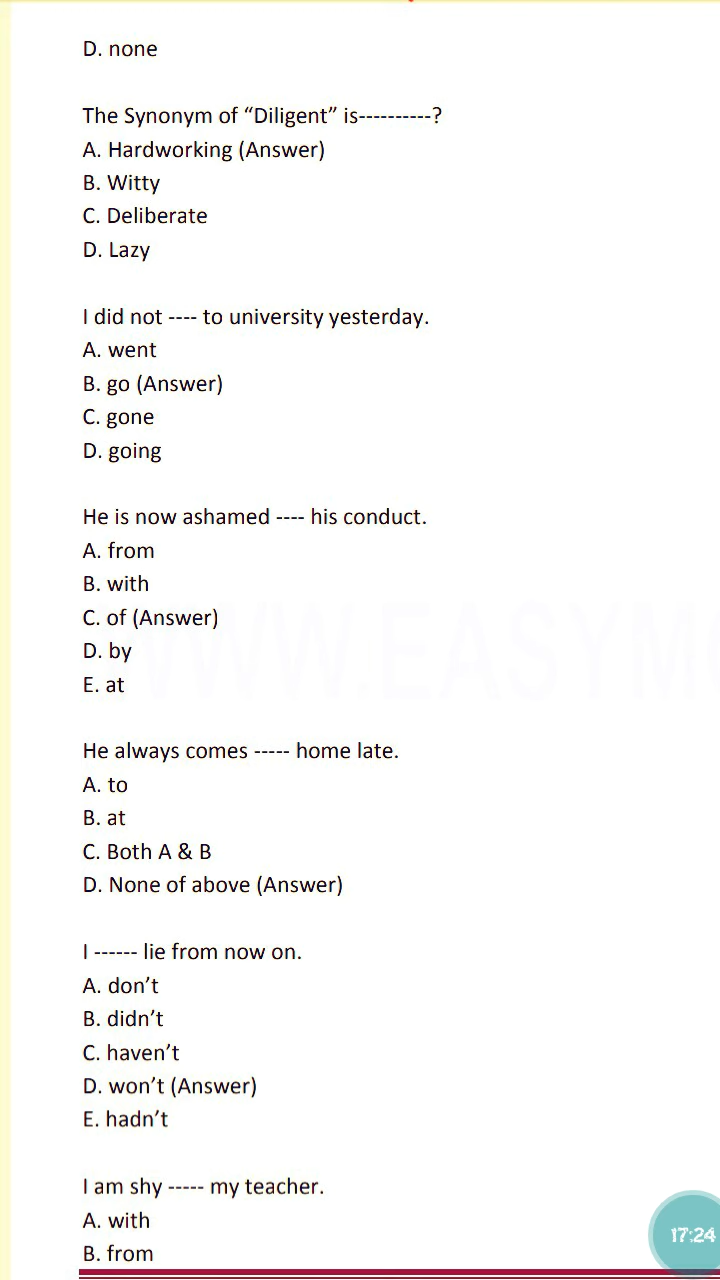 D. none
The Synonym of “Diligent” is----------?
A. Hardworking (Answer)
B. Witty
C. Deliberate
D. Lazy
I did not ---- to university yesterday.
A. went
B. go (Answer)
C. gone
D. going
He is now ashamed ---- his conduct.
A. from
B. with
C. of (Answer)
D. by
E. at
He always comes ----- home late.
A. to
B. at
C. Both A & B
D. None of above (Answer)
I ------ lie from now on.
A. don’t
B. didn’t
C. haven’t
D. won’t (Answer)
E. hadn’t
I am shy ----- my teacher.
A. with
B. from
17:24